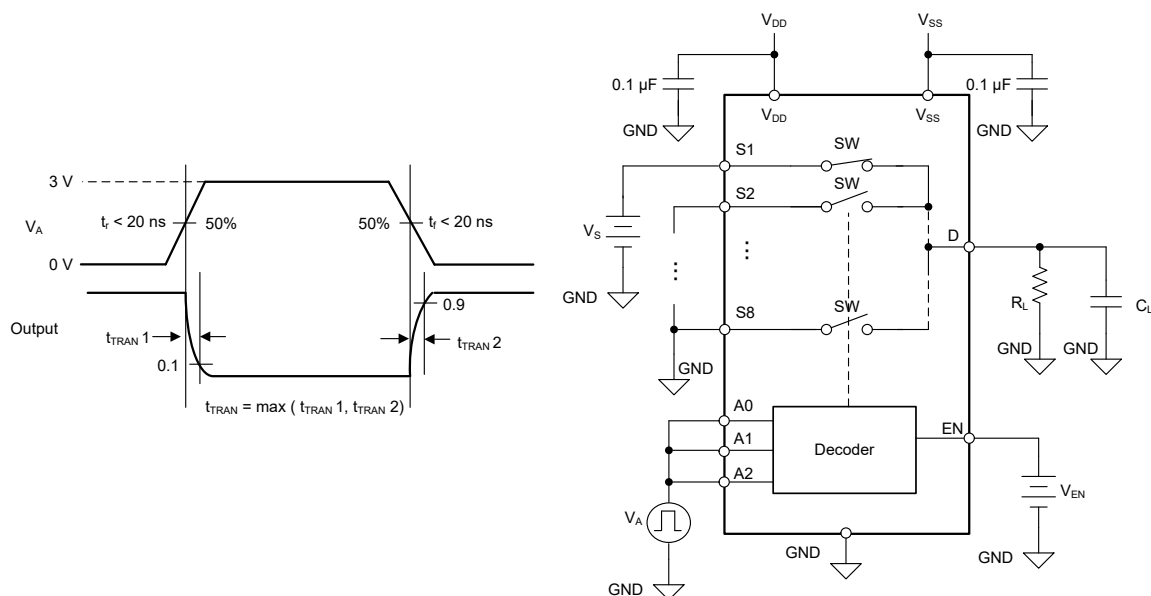 3 V
V_A
0 V
t_r < 20 ns
50%
50%
t_f < 20 ns
Output
t_TRAN 1
0.1
0.9
t_TRAN 2
t_TRAN = max ( t_TRAN 1, t_TRAN 2)
V_DD
V_SS
0.1 µF
0.1 µF
GND
GND
V_DD
V_SS
S1
SW
S2
SW
V_S
...
...
GND
S8
SW
GND
D
R_L
C_L
GND
GND
A0
A1
A2
Decoder
EN
V_EN
V_A
GND
GND
GND